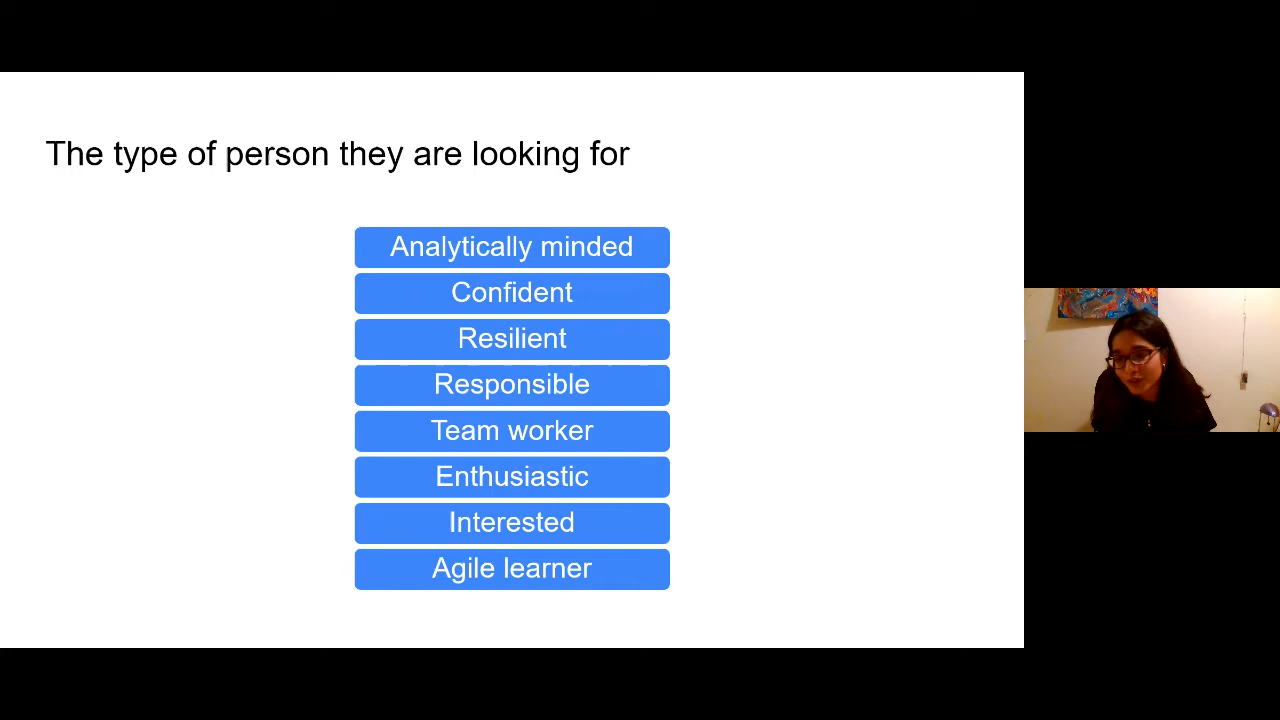 The type of person they are looking for
Analytically minded
Confident
Resilient
Responsible
Team worker
Enthusiastic
Interested
Agile learner